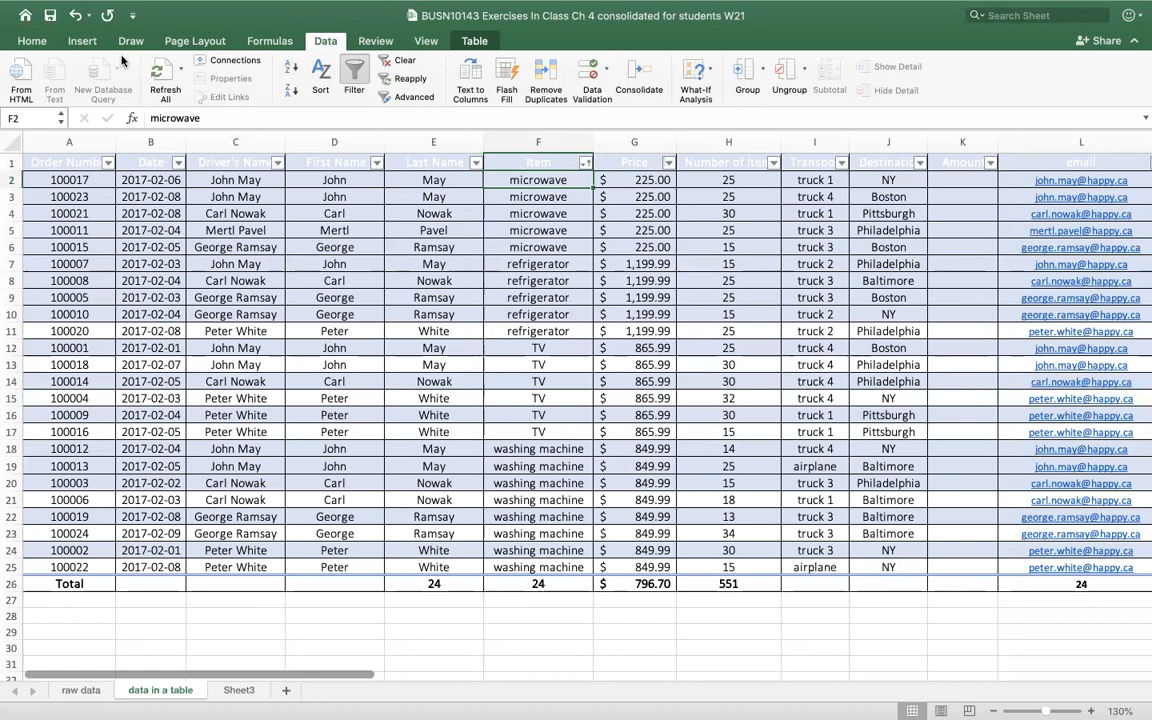 BUSN10143 Exercises In Class Ch 4 consolidated for students W21
Search Sheet
Home Insert Draw Page Layout Formulas Data Review View Table Share
From HTML From Text New Database Query Refresh All Connections Properties Edit Links Sort Filter Clear Reapply Advanced Text to Columns Flash Fill Remove Duplicates Data Validation Consolidate What-If Analysis Group Ungroup Subtotal Show Detail Hide Detail
F2 fx microwave
A B C D E F G H I J K L
1 Order Numb Date Driver's Nam First Name Last Name Item Price Number of Iter Transpo Destinatic Amoun email
2 100017 2017-02-06 John May John May microwave $ 225.00 25 truck 1 NY john.may@happy.ca
3 100023 2017-02-08 John May John May microwave $ 225.00 25 truck 4 Boston john.may@happy.ca
4 100021 2017-02-08 Carl Nowak Carl Nowak microwave $ 225.00 30 truck 1 Pittsburgh carl.nowak@happy.ca
5 100011 2017-02-04 Mertl Pavel Mertl Pavel microwave $ 225.00 15 truck 3 Philadelphia mertl.pavel@happy.ca
6 100015 2017-02-05 George Ramsay George Ramsay microwave $ 225.00 15 truck 3 Boston george.ramsay@happy.ca
7 100007 2017-02-03 John May John May refrigerator $ 1,199.99 15 truck 2 Philadelphia john.may@happy.ca
8 100008 2017-02-04 Carl Nowak Carl Nowak refrigerator $ 1,199.99 25 truck 3 Baltimore carl.nowak@happy.ca
9 100005 2017-02-03 George Ramsay George Ramsay refrigerator $ 1,199.99 25 truck 3 Boston george.ramsay@happy.ca
10 100010 2017-02-04 George Ramsay George Ramsay refrigerator $ 1,199.99 15 truck 2 NY george.ramsay@happy.ca
11 100020 2017-02-08 Peter White Peter White refrigerator $ 1,199.99 25 truck 2 Philadelphia peter.white@happy.ca
12 100001 2017-02-01 John May John May TV $ 865.99 25 truck 4 Boston john.may@happy.ca
13 100018 2017-02-07 John May John May TV $ 865.99 30 truck 4 Philadelphia john.may@happy.ca
14 100014 2017-02-05 Carl Nowak Carl Nowak TV $ 865.99 30 truck 4 Philadelphia carl.nowak@happy.ca
15 100004 2017-02-03 Peter White Peter White TV $ 865.99 32 truck 4 NY peter.white@happy.ca
16 100009 2017-02-04 Peter White Peter White TV $ 865.99 30 truck 1 Pittsburgh peter.white@happy.ca
17 100016 2017-02-05 Peter White Peter White TV $ 865.99 15 truck 1 Pittsburgh peter.white@happy.ca
18 100012 2017-02-04 John May John May washing machine $ 849.99 14 truck 4 NY john.may@happy.ca
19 100013 2017-02-05 John May John May washing machine $ 849.99 25 airplane Baltimore john.may@happy.ca
20 100003 2017-02-02 Carl Nowak Carl Nowak washing machine $ 849.99 15 truck 3 Philadelphia carl.nowak@happy.ca
21 100006 2017-02-03 Carl Nowak Carl Nowak washing machine $ 849.99 18 truck 1 Baltimore carl.nowak@happy.ca
22 100019 2017-02-08 George Ramsay George Ramsay washing machine $ 849.99 13 truck 3 Baltimore george.ramsay@happy.ca
23 100024 2017-02-09 George Ramsay George Ramsay washing machine $ 849.99 34 truck 3 Baltimore george.ramsay@happy.ca
24 100002 2017-02-01 Peter White Peter White washing machine $ 849.99 30 truck 3 NY peter.white@happy.ca
25 100022 2017-02-08 Peter White Peter White washing machine $ 849.99 15 airplane NY peter.white@happy.ca
26 Total 24 24 $ 796.70 551 24
27
28
29
30
31
raw data data in a table Sheet3
130%